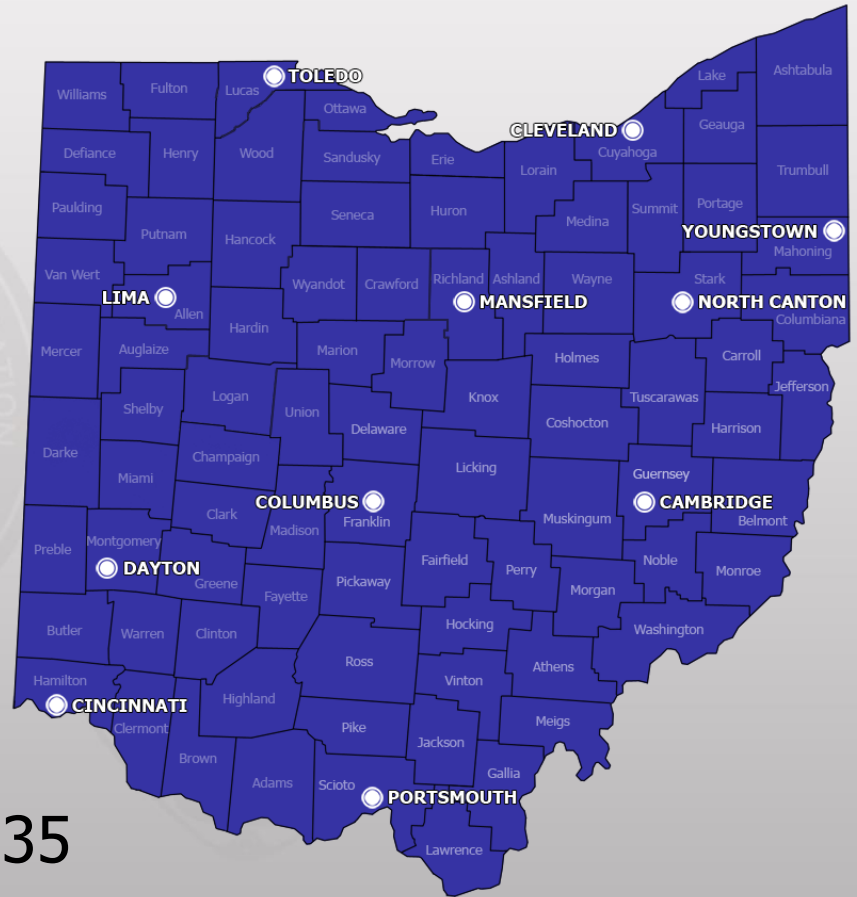 TOLEDO
Lake
Ashtabula
Williams
Fulton
Lucas
Ottawa
CLEVELAND
Geauga
Defiance
Henry
Wood
Sandusky
Erie
Cuyahoga
Lorain
Trumbull
Paulding
Seneca
Huron
Medina
Summit
Portage
Putnam
Hancock
YOUNGSTOWN
Mahoning
Van Wert
Wyandot
Crawford
Richland
Ashland
Wayne
Stark
LIMA
MANSFIELD
NORTH CANTON
Allen
Columbiana
Hardin
Mercer
Auglaize
Marion
Morrow
Holmes
Carroll
Jefferson
Logan
Knox
Tuscarawas
Shelby
Union
Delaware
Coshocton
Harrison
Darke
Champaign
Licking
Guernsey
Miami
COLUMBUS
CAMBRIDGE
Clark
Franklin
Muskingum
Belmont
Madison
Preble
Montgomery
DAYTON
Fairfield
Perry
Noble
Monroe
Greene
Pickaway
Morgan
Fayette
Butler
Warren
Clinton
Hocking
Washington
Ross
Athens
Hamilton
Vinton
CINCINNATI
Highland
Clermont
Pike
Jackson
Meigs
Brown
Adams
Scioto
Gallia
PORTSMOUTH
Lawrence
35